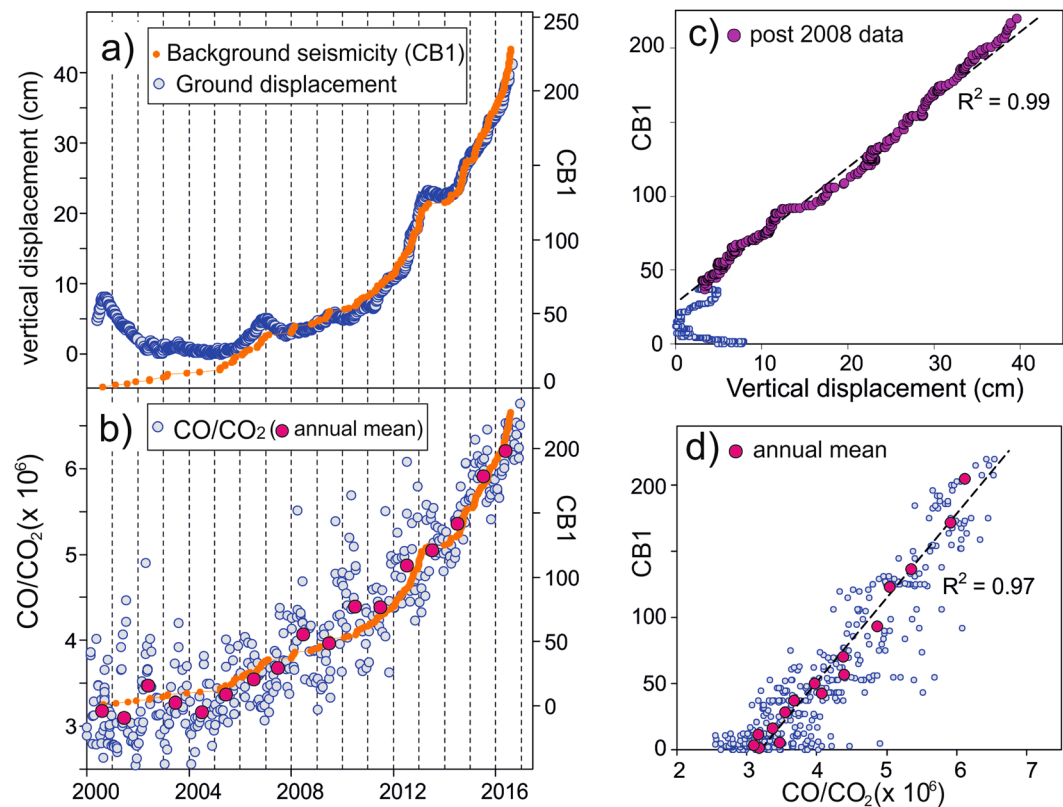 a)
Background seismicity (CB1)
Ground displacement
vertical displacement (cm)
40
30
20
10
0
CB1
250
200
150
100
50
0
b)
CO/CO₂ (● annual mean)
CO/CO₂(x 10⁶)
6
5
4
3
CB1
200
100
50
0
2000 2004 2008 2012 2016
c)
post 2008 data
R² = 0.99
CB1
200
100
50
0
0 10 20 30 40
Vertical displacement (cm)
d)
annual mean
R² = 0.97
CB1
200
100
50
0
2 3 4 5 6 7
CO/CO₂(x 10⁶)